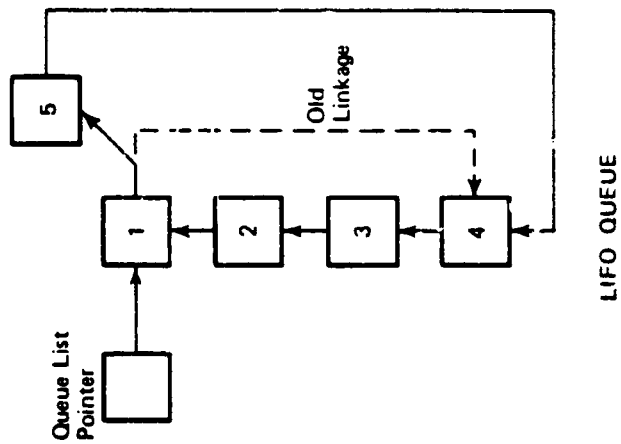 Queue List
Pointer
1
2
3
4
5
Old
Linkage
LIFO QUEUE